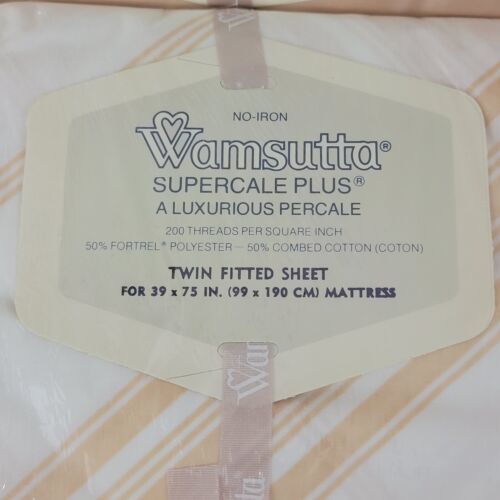 NO-IRON
Wamsutta®
SUPERCALE PLUS®
A LUXURIOUS PERCALE
200 THREADS PER SQUARE INCH
50% FORTREL® POLYESTER — 50% COMBED COTTON (COTON)
TWIN FITTED SHEET
FOR 39 x 75 IN. (99 x 190 CM) MATTRESS
Wam